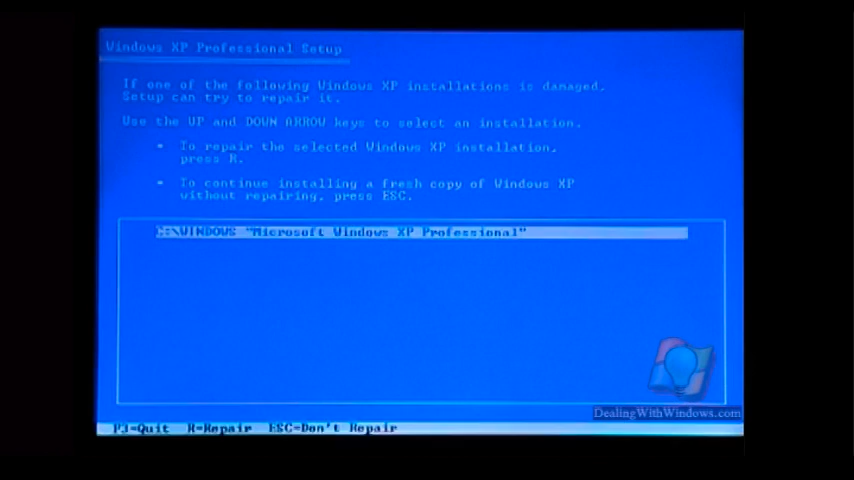 Windows XP Professional Setup
If one of the following Windows XP installations is damaged,
Setup can try to repair it.
Use the UP and DOWN ARROW keys to select an installation.
• To repair the selected Windows XP installation,
press R.
• To continue installing a fresh copy of Windows XP
without repairing, press ESC.
C:\WINDOWS "Microsoft Windows XP Professional"
DealingWithWindows.com
F3=Quit R=Repair ESC=Don't Repair